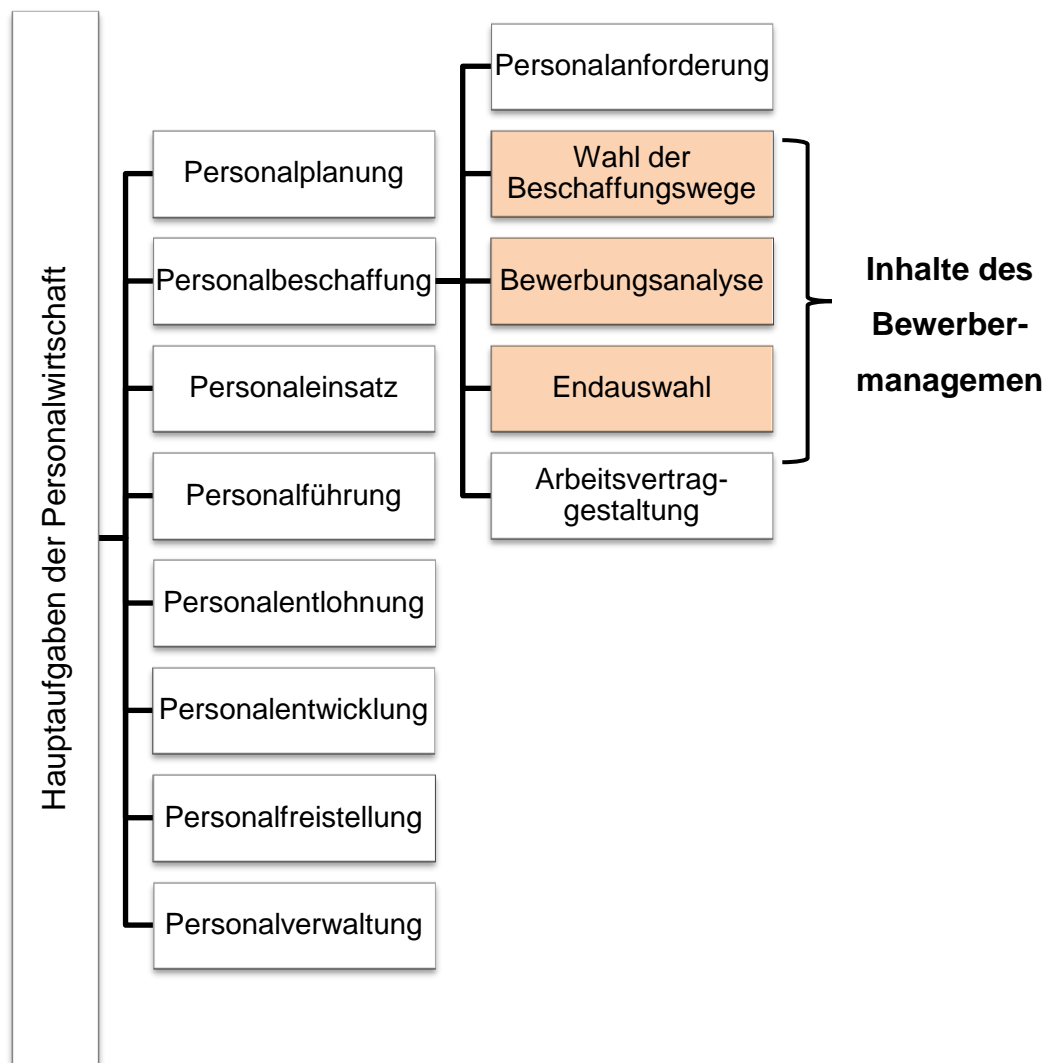 Hauptaufgaben der Personalwirtschaft
Personalplanung
Personalbeschaffung
Personaleinsatz
Personalführung
Personalentlohnung
Personalentwicklung
Personalfreistellung
Personalverwaltung
Personalanforderung
Wahl der
Beschaffungswege
Bewerbungsanalyse
Endauswahl
Arbeitsvertrag-
gestaltung
Inhalte des
Bewerber-
managemen